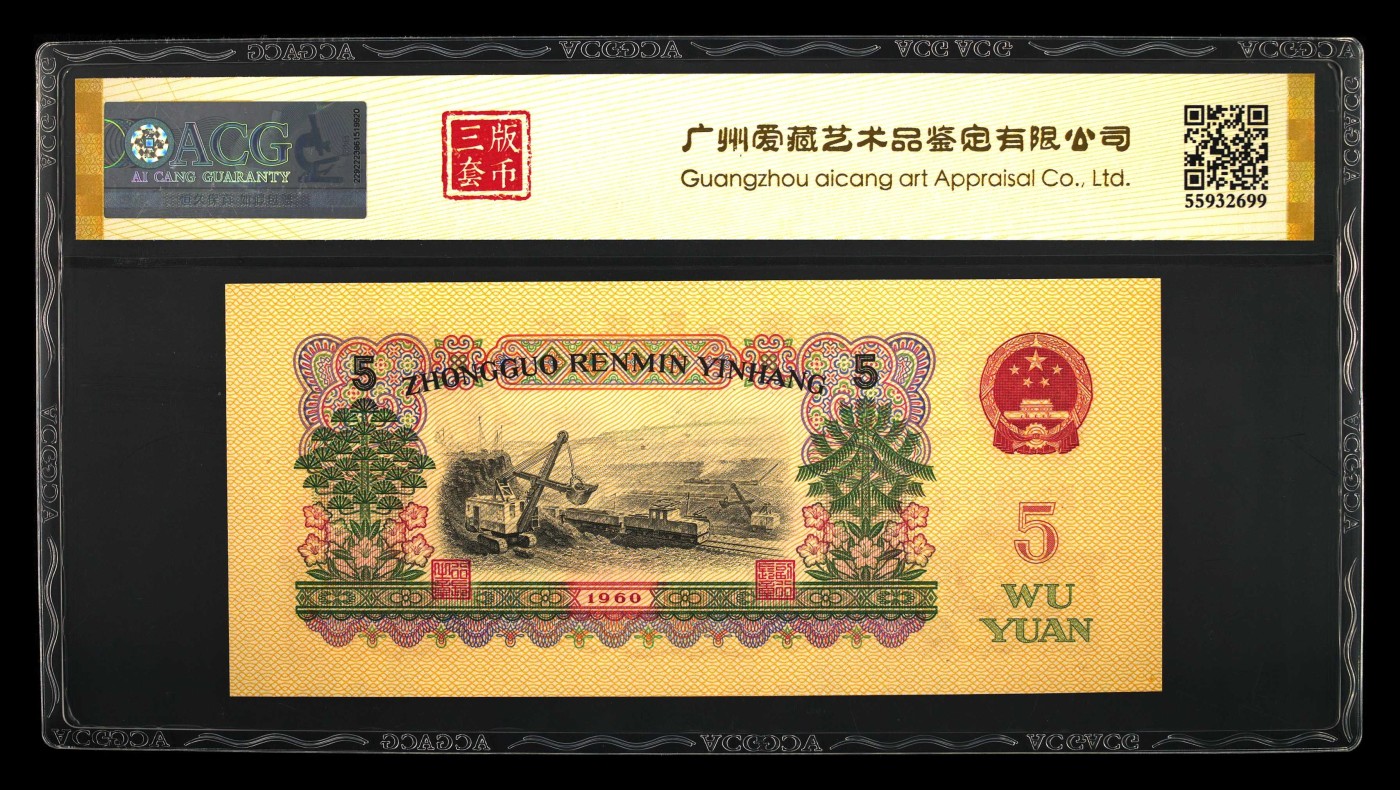 ACG
AI CANG GUARANTY
2292223961519920
三版
套币
广州爱藏艺术品鉴定有限公司
Guangzhou aicang art Appraisal Co., Ltd.
55932699
5 ZHONGGUO RENMIN YINHANG 5
1960
5
WU
YUAN